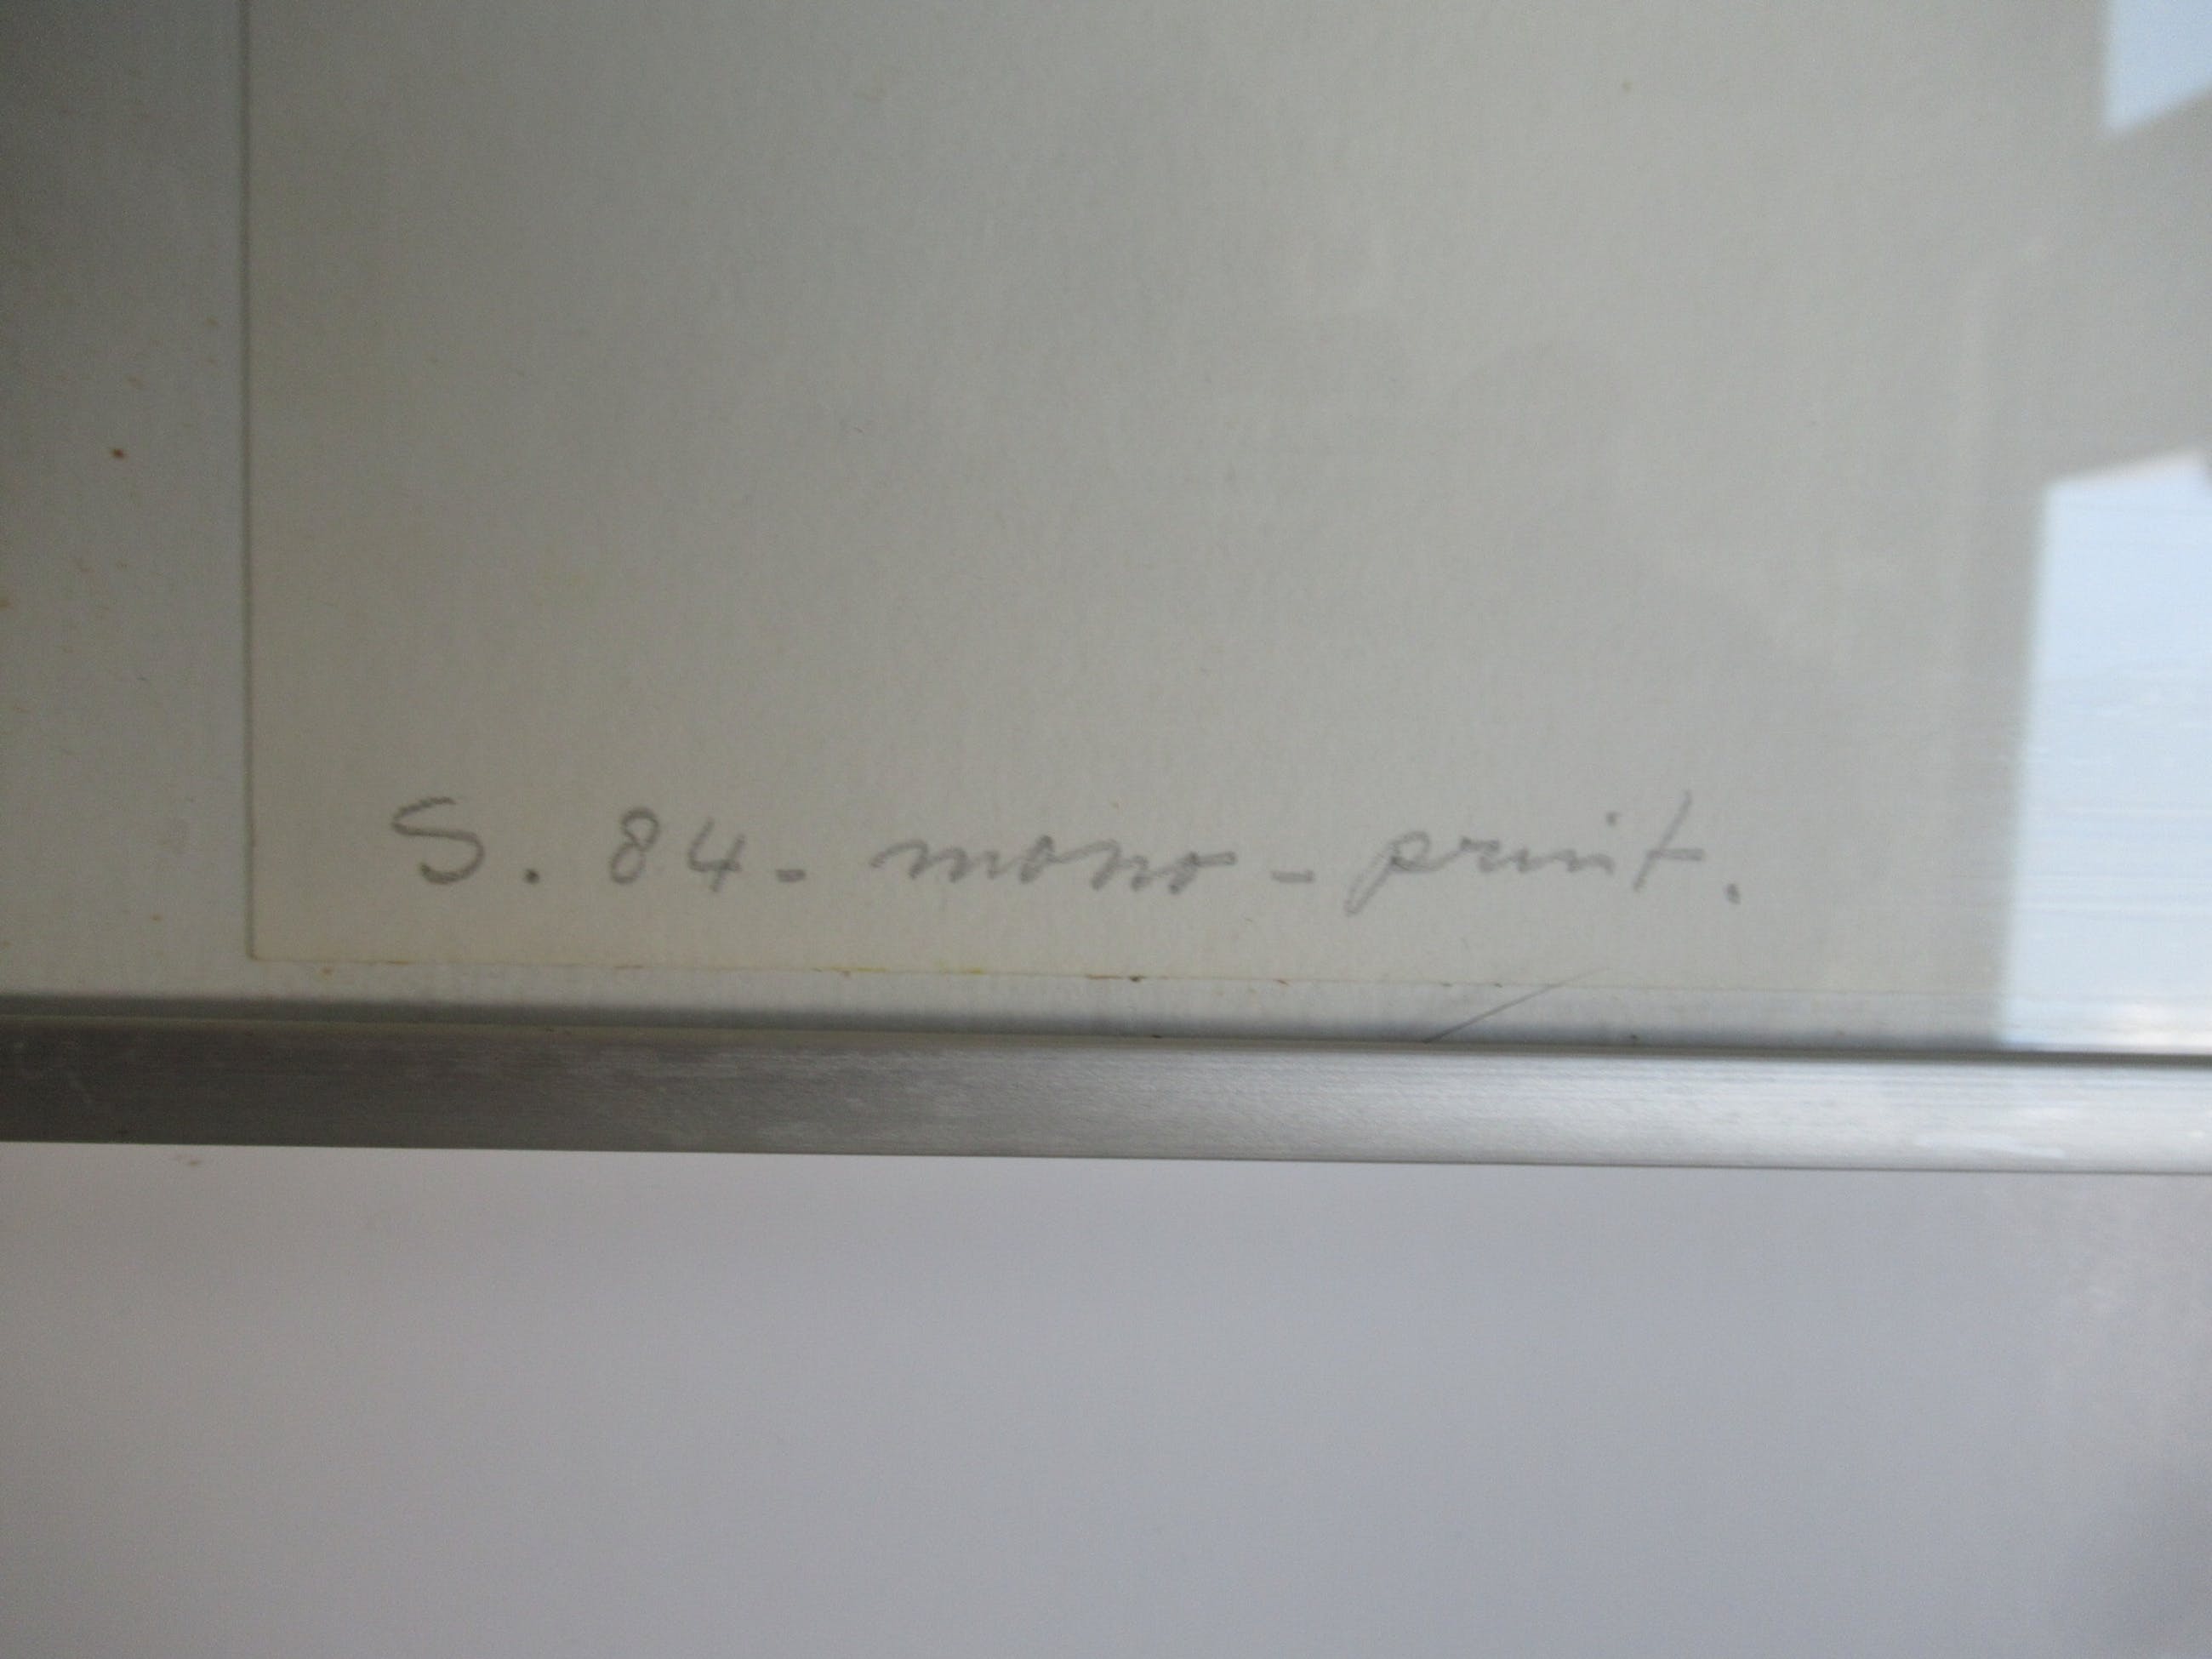 S. 84 - mono - print.